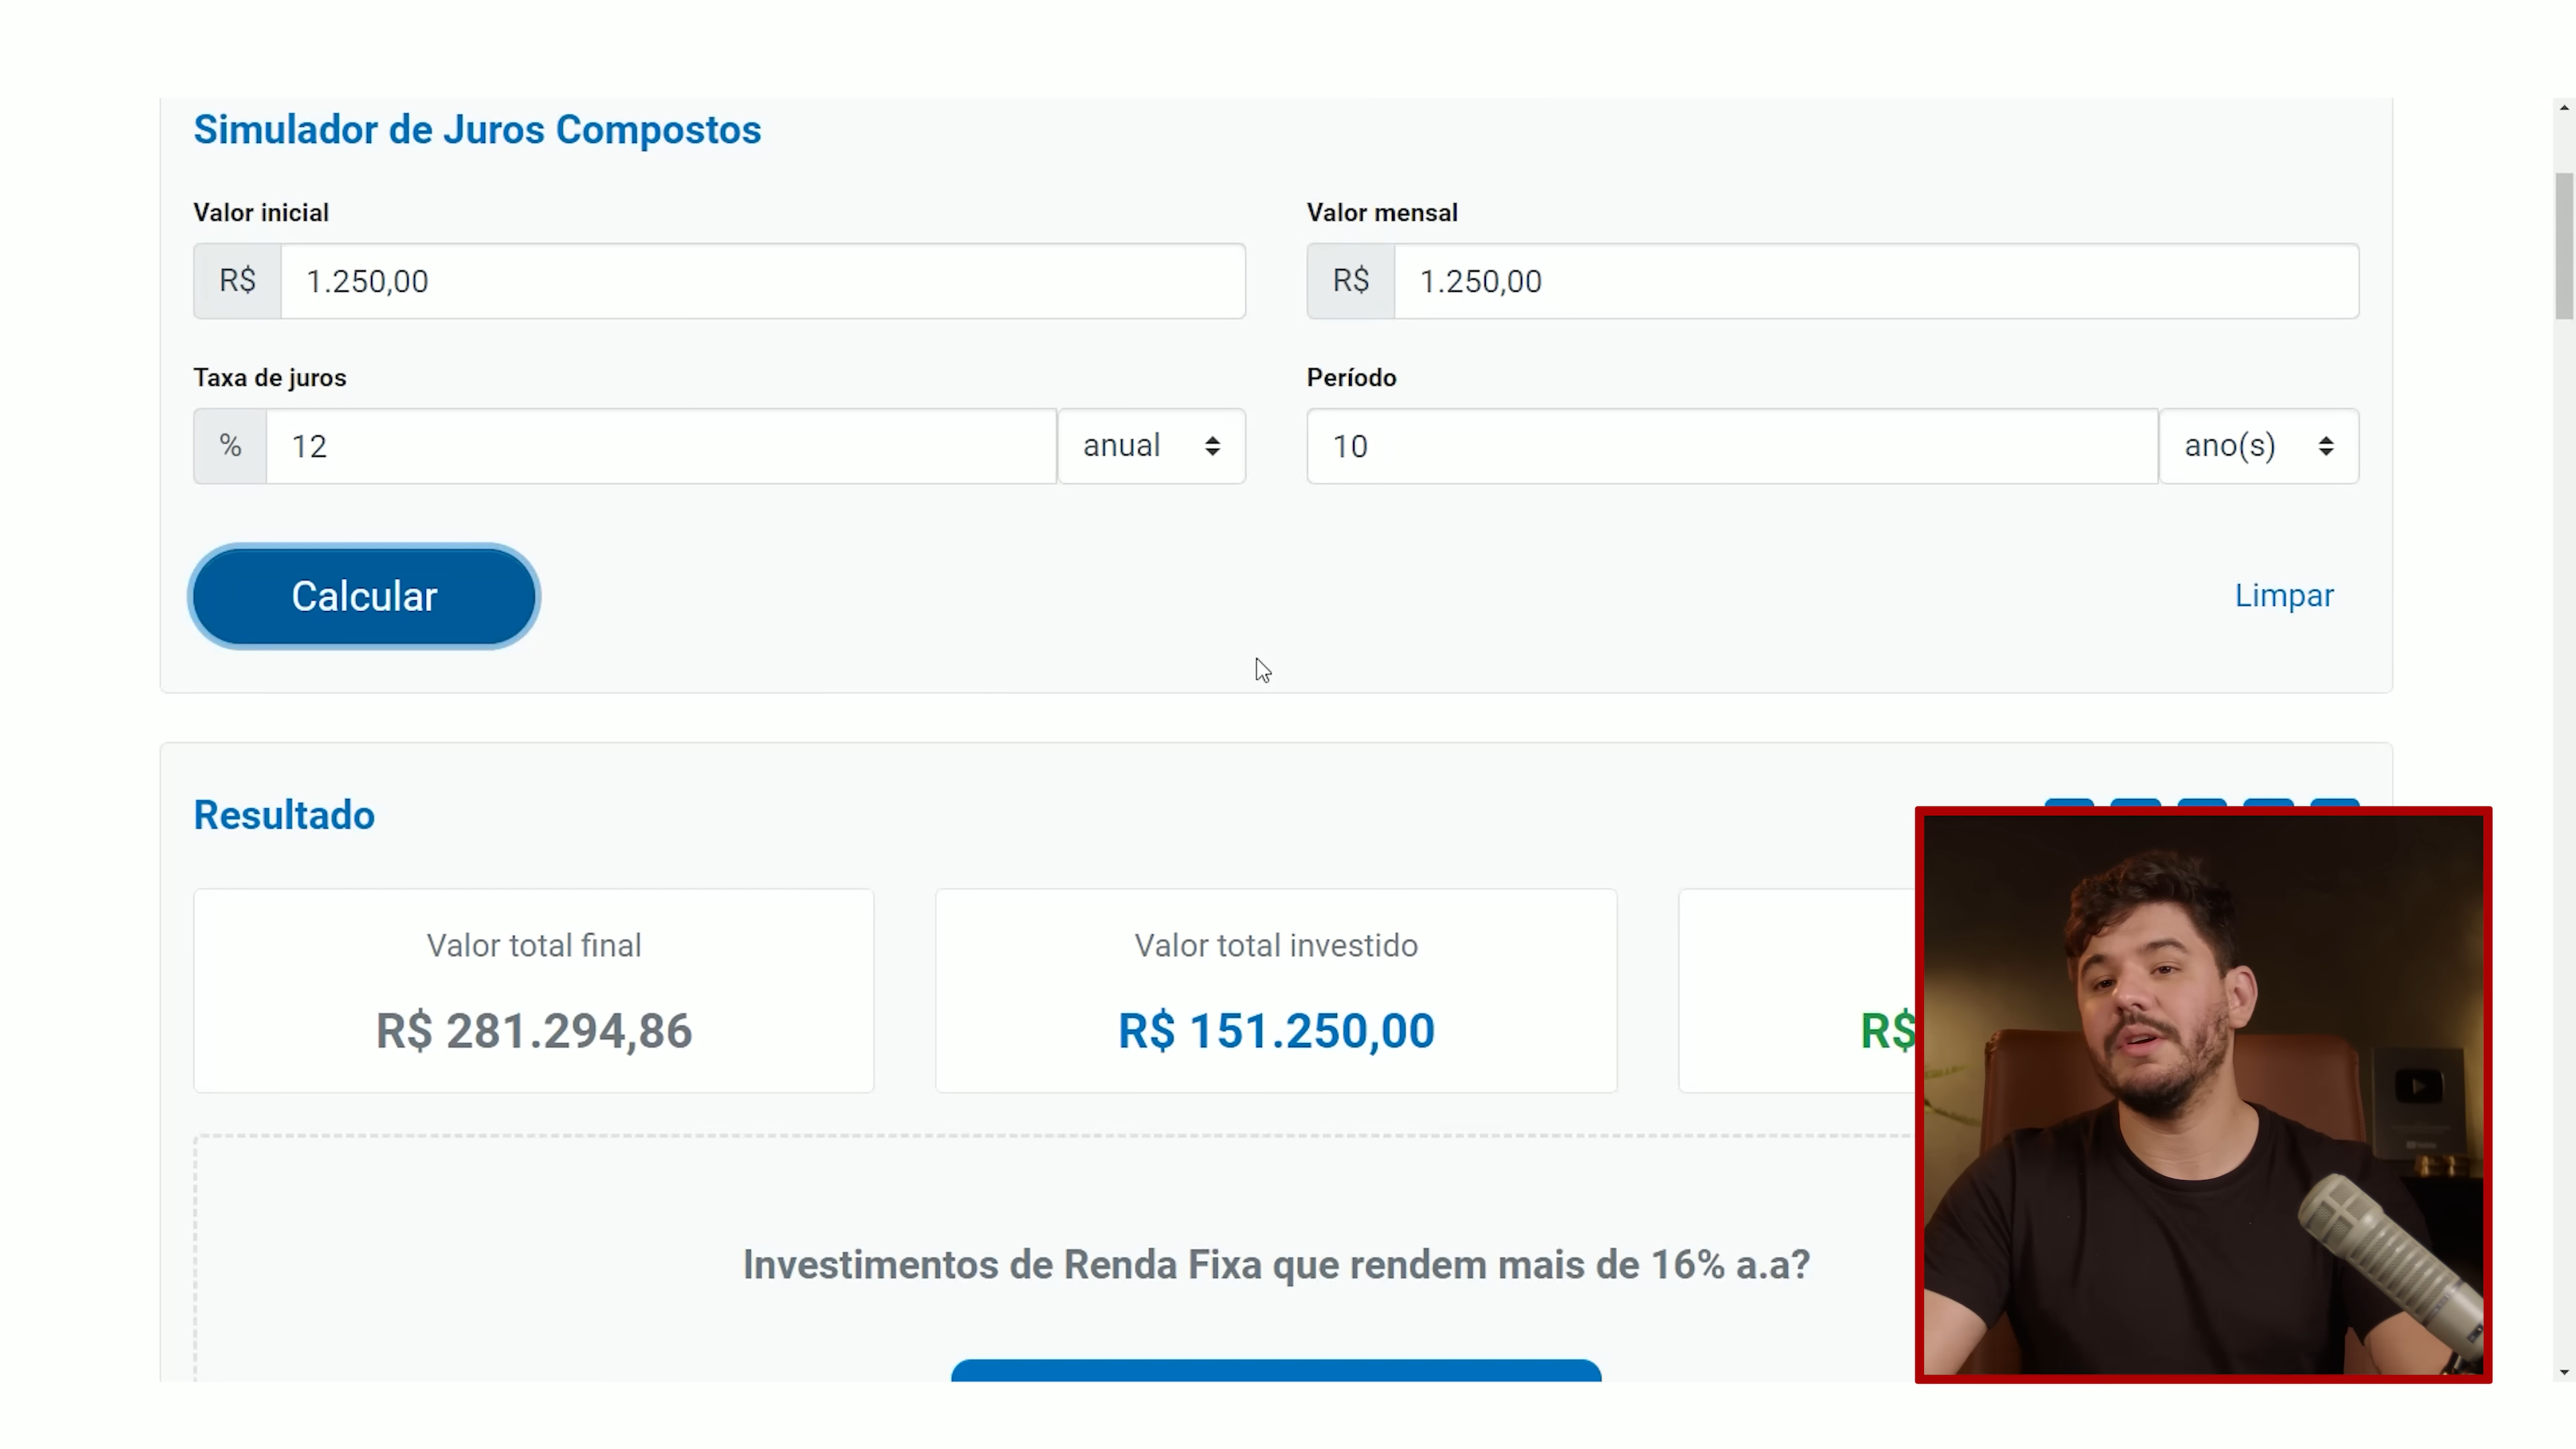 Simulador de Juros Compostos
Valor inicial
Valor mensal
R$ 1.250,00
R$ 1.250,00
Taxa de juros
Período
% 12 anual
10 ano(s)
Calcular
Limpar
Resultado
Valor total final
Valor total investido
R$ 281.294,86
R$ 151.250,00
R$
Investimentos de Renda Fixa que rendem mais de 16% a.a?